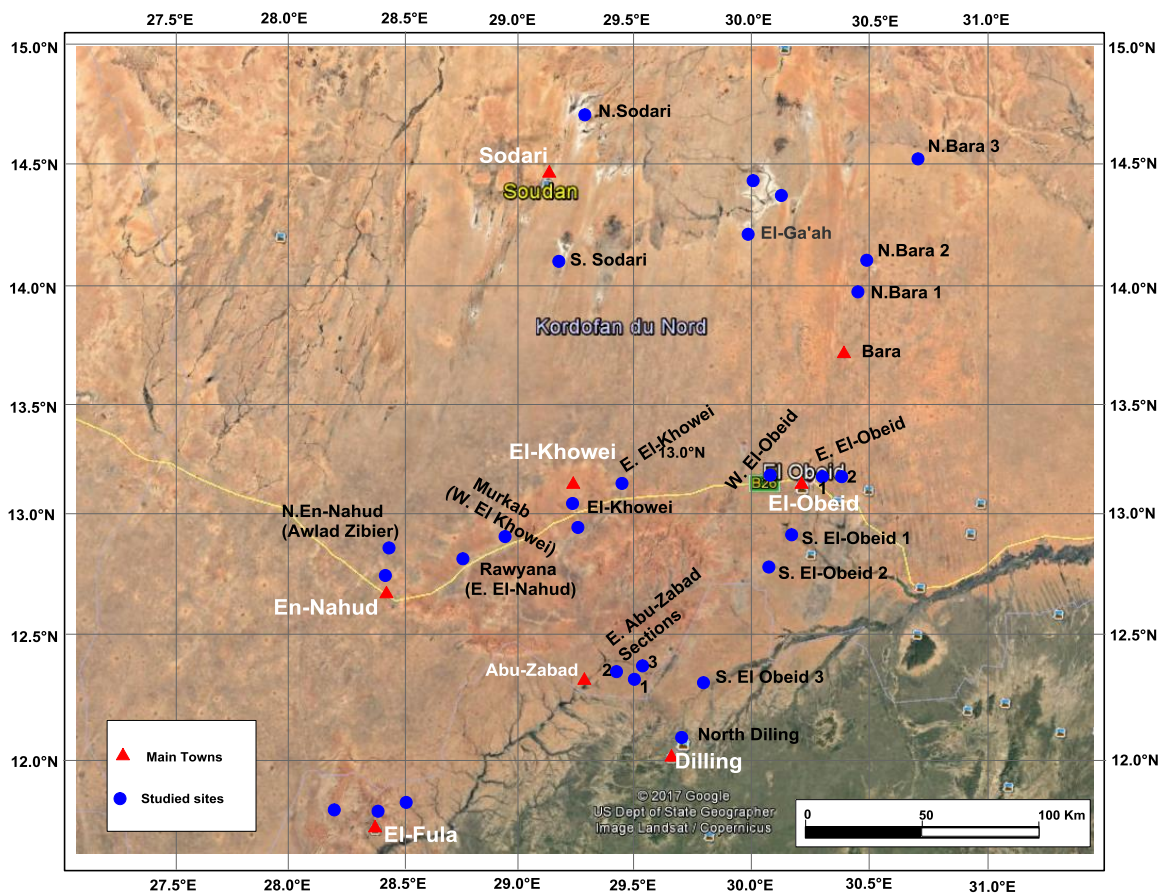 27.5°E 28.0°E 28.5°E 29.0°E 29.5°E 30.0°E 30.5°E 31.0°E
15.0°N 15.0°N
N.Sodari
N.Bara 3
Sodari
14.5°N 14.5°N
Soudan
El-Ga'ah
N.Bara 2
S. Sodari
14.0°N 14.0°N
N.Bara 1
Kordofan du Nord
Bara
13.5°N 13.5°N
E. El-Khowei
13.0°N
El-Khowei
W. El-Obeid
E. El-Obeid
El Obeid
B26
1 2
El-Obeid
Murkab
(W. El Khowei)
El-Khowei
13.0°N 13.0°N
N.En-Nahud
(Awlad Zibier)
S. El-Obeid 1
Rawyana
(E. El-Nahud)
S. El-Obeid 2
En-Nahud
12.5°N 12.5°N
E. Abu-Zabad
Sections
2 3
1
Abu-Zabad
S. El Obeid 3
North Diling
12.0°N 12.0°N
Dilling
Main Towns
Studied sites
El-Fula
© 2017 Google
US Dept of State Geographer
Image Landsat / Copernicus
0 50 100 Km
27.5°E 28.0°E 28.5°E 29.0°E 29.5°E 30.0°E 30.5°E 31.0°E